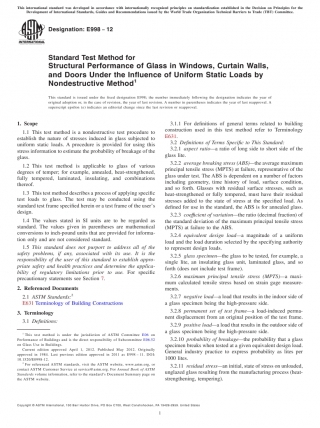 This international standard was developed in accordance with internationally recognized principles on standardization established in the Decision on Principles for the
Development of International Standards, Guides and Recommendations issued by the World Trade Organization Technical Barriers to Trade (TBT) Committee.
Designation: E998 − 12
INTERNATIONAL
Standard Test Method for
Structural Performance of Glass in Windows, Curtain Walls,
and Doors Under the Influence of Uniform Static Loads by
Nondestructive Method¹
This standard is issued under the fixed designation E998; the number immediately following the designation indicates the year of
original adoption or, in the case of revision, the year of last revision. A number in parentheses indicates the year of last reapproval. A
superscript epsilon (ε) indicates an editorial change since the last revision or reapproval.
1. Scope
1.1 This test method is a nondestructive test procedure to
establish the nature of stresses induced in glass subjected to
uniform static loads. A procedure is provided for using this
stress information to estimate the probability of breakage of the
glass.
1.2 This test method is applicable to glass of various
degrees of temper; for example, annealed, heat-strengthened,
fully tempered, laminated, insulating, and combinations
thereof.
1.3 This test method describes a process of applying specific
test loads to glass. The test may be conducted using the
standard test frame specified herein or a test frame of the user's
design.
1.4 The values stated in SI units are to be regarded as
standard. The values given in parentheses are mathematical
conversions to inch-pound units that are provided for informa-
tion only and are not considered standard.
1.5 This standard does not purport to address all of the
safety problems, if any, associated with its use. It is the
responsibility of the user of this standard to establish appro-
priate safety and health practices and determine the applica-
bility of regulatory limitations prior to use. For specific
precautionary statements see Section 7.
2. Referenced Documents
2.1 ASTM Standards:²
E631 Terminology of Building Constructions
3. Terminology
3.1 Definitions:
¹ This test method is under the jurisdiction of ASTM Committee E06 on
Performance of Buildings and is the direct responsibility of Subcommittee E06.52
on Glass Use in Buildings.
Current edition approved April 1, 2012. Published May 2012. Originally
approved in 1984. Last previous edition approved in 2011 as E998 – 11. DOI:
10.1520/E0998-12.
² For referenced ASTM standards, visit the ASTM website, www.astm.org, or
contact ASTM Customer Service at service@astm.org. For Annual Book of ASTM
Standards volume information, refer to the standard's Document Summary page on
the ASTM website.
3.1.1 For definitions of general terms related to building
construction used in this test method refer to Terminology
E631.
3.2 Definitions of Terms Specific to This Standard:
3.2.1 aspect ratio—ratio of long side to short side of the
glass lite.
3.2.2 average breaking stress (ABS)—the average maximum
principal tensile stress (MPTS) at failure, representative of the
glass under test. The ABS is dependent on a number of factors
including geometry, time history of load, surface condition,
and so forth. Glasses with residual surface stresses, such as
heat-strengthened or fully tempered, must have their residual
stresses added to the state of stress at the specified load. As
defined for use in the standard, the ABS is for annealed glass.
3.2.3 coefficient of variation—the ratio (decimal fraction) of
the standard deviation of the maximum principal tensile stress
(MPTS) at failure to the ABS.
3.2.4 equivalent design load—a magnitude of a uniform
load and the load duration selected by the specifying authority
to represent design loads.
3.2.5 glass specimen—the glass to be tested, for example, a
single lite, an insulating glass unit, laminated glass, and so
forth (does not include test frame).
3.2.6 maximum principal tensile stress (MPTS)—a maxi-
mum calculated tensile stress based on strain gage measure-
ments.
3.2.7 negative load—a load that results in the indoor side of
a glass specimen being the high-pressure side.
3.2.8 permanent set of test frame—a load-induced perma-
nent displacement from an original position of the test frame.
3.2.9 positive load—a load that results in the outdoor side of
a glass specimen being the high-pressure side.
3.2.10 probability of breakage—the probability that a glass
specimen breaks when tested at a given equivalent design load.
General industry practice to express probability as lites per
1000 lites.
3.2.11 residual stress—an initial, state of stress on unloaded,
unglazed glass resulting from the manufacturing process (heat-
strengthening, tempering).
Copyright © ASTM International, 100 Barr Harbor Drive, PO Box C700, West Conshohocken, PA 19428-2959. United States
1